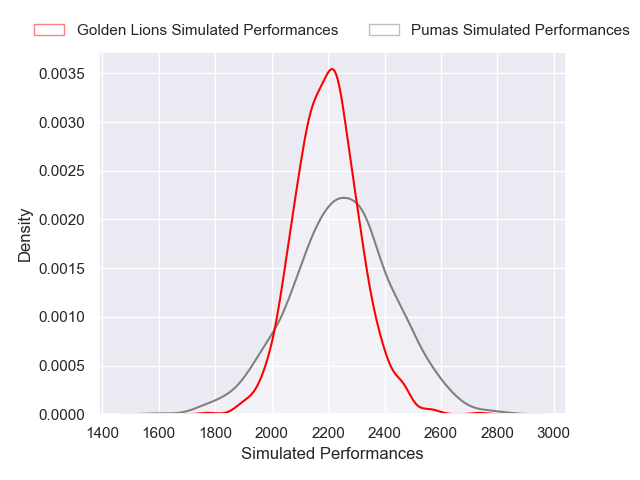 Golden Lions Simulated Performances Pumas Simulated Performances
0.0035
0.0030
0.0025
0.0020
0.0015
0.0010
0.0005
0.0000
Density
1400 1600 1800 2000 2200 2400 2600 2800 3000
Simulated Performances